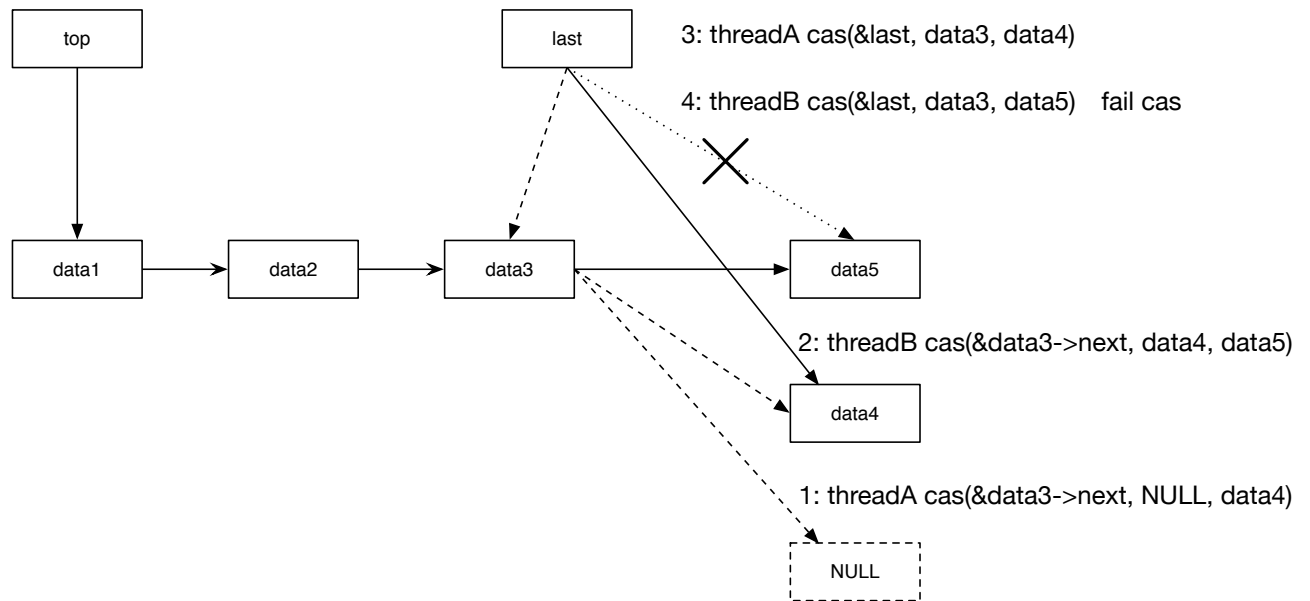 top
last
3: threadA cas(&last, data3, data4)
4: threadB cas(&last, data3, data5) fail cas
data1
data2
data3
data5
2: threadB cas(&data3->next, data4, data5)
data4
1: threadA cas(&data3->next, NULL, data4)
NULL